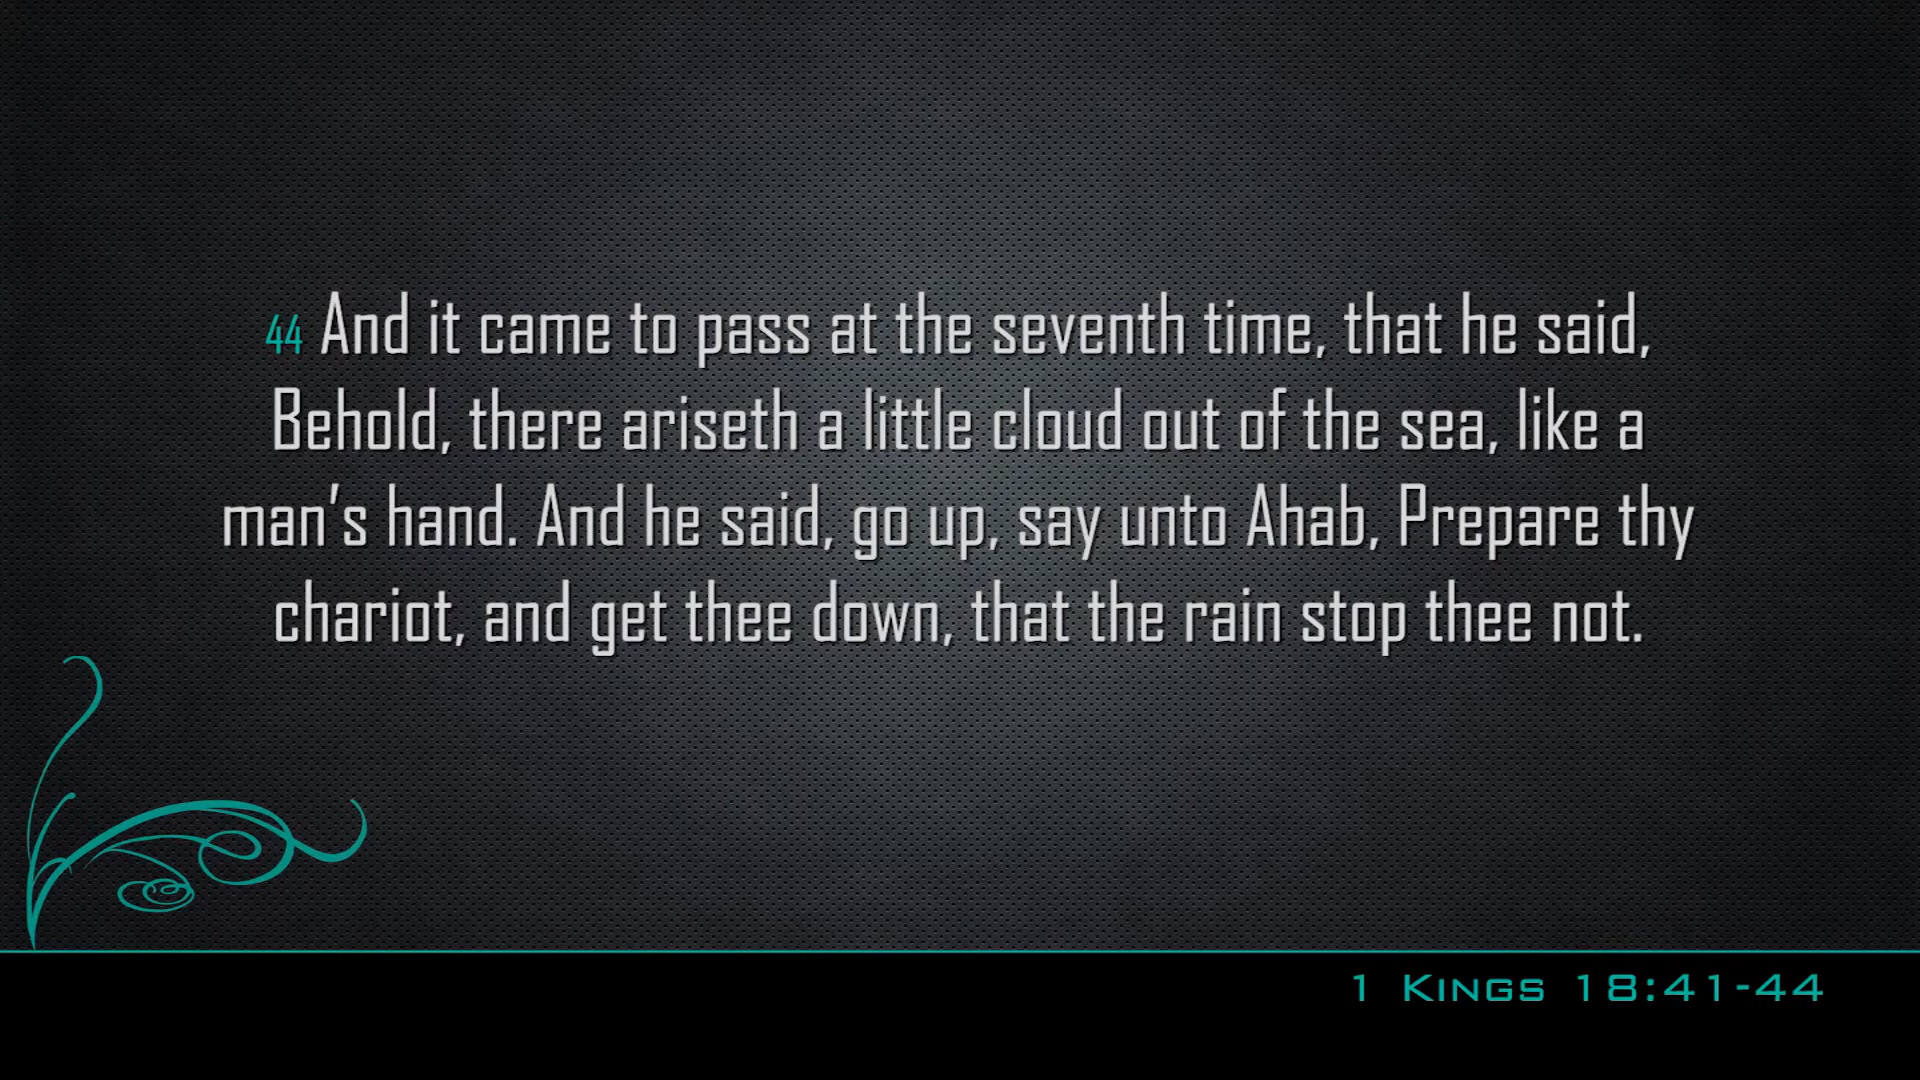 44 And it came to pass at the seventh time, that he said,
Behold, there ariseth a little cloud out of the sea, like a
man’s hand. And he said, go up, say unto Ahab, Prepare thy
chariot, and get thee down, that the rain stop thee not.
1 Kings 18:41-44